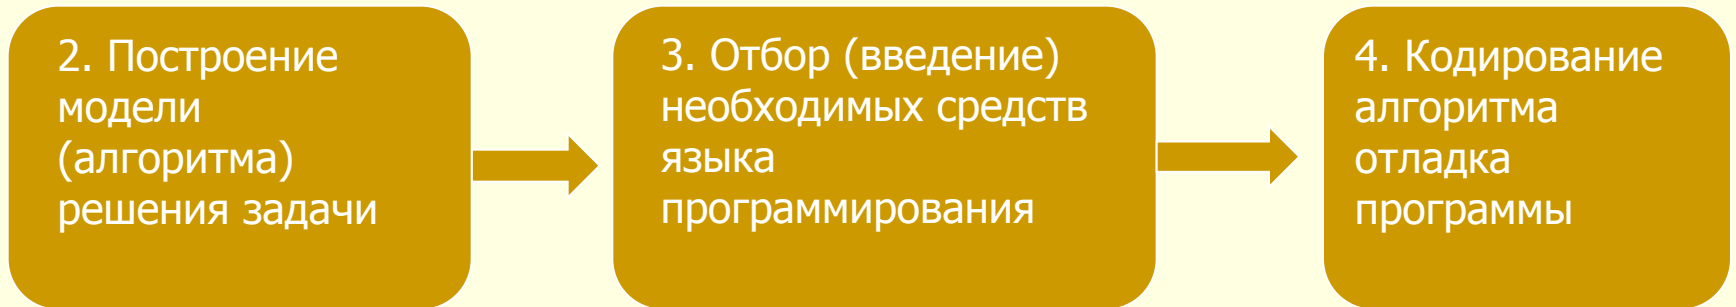 2. Построение
модели
(алгоритма)
решения задачи
3. Отбор (введение)
необходимых средств
языка
программирования
4. Кодирование
алгоритма
отладка
программы